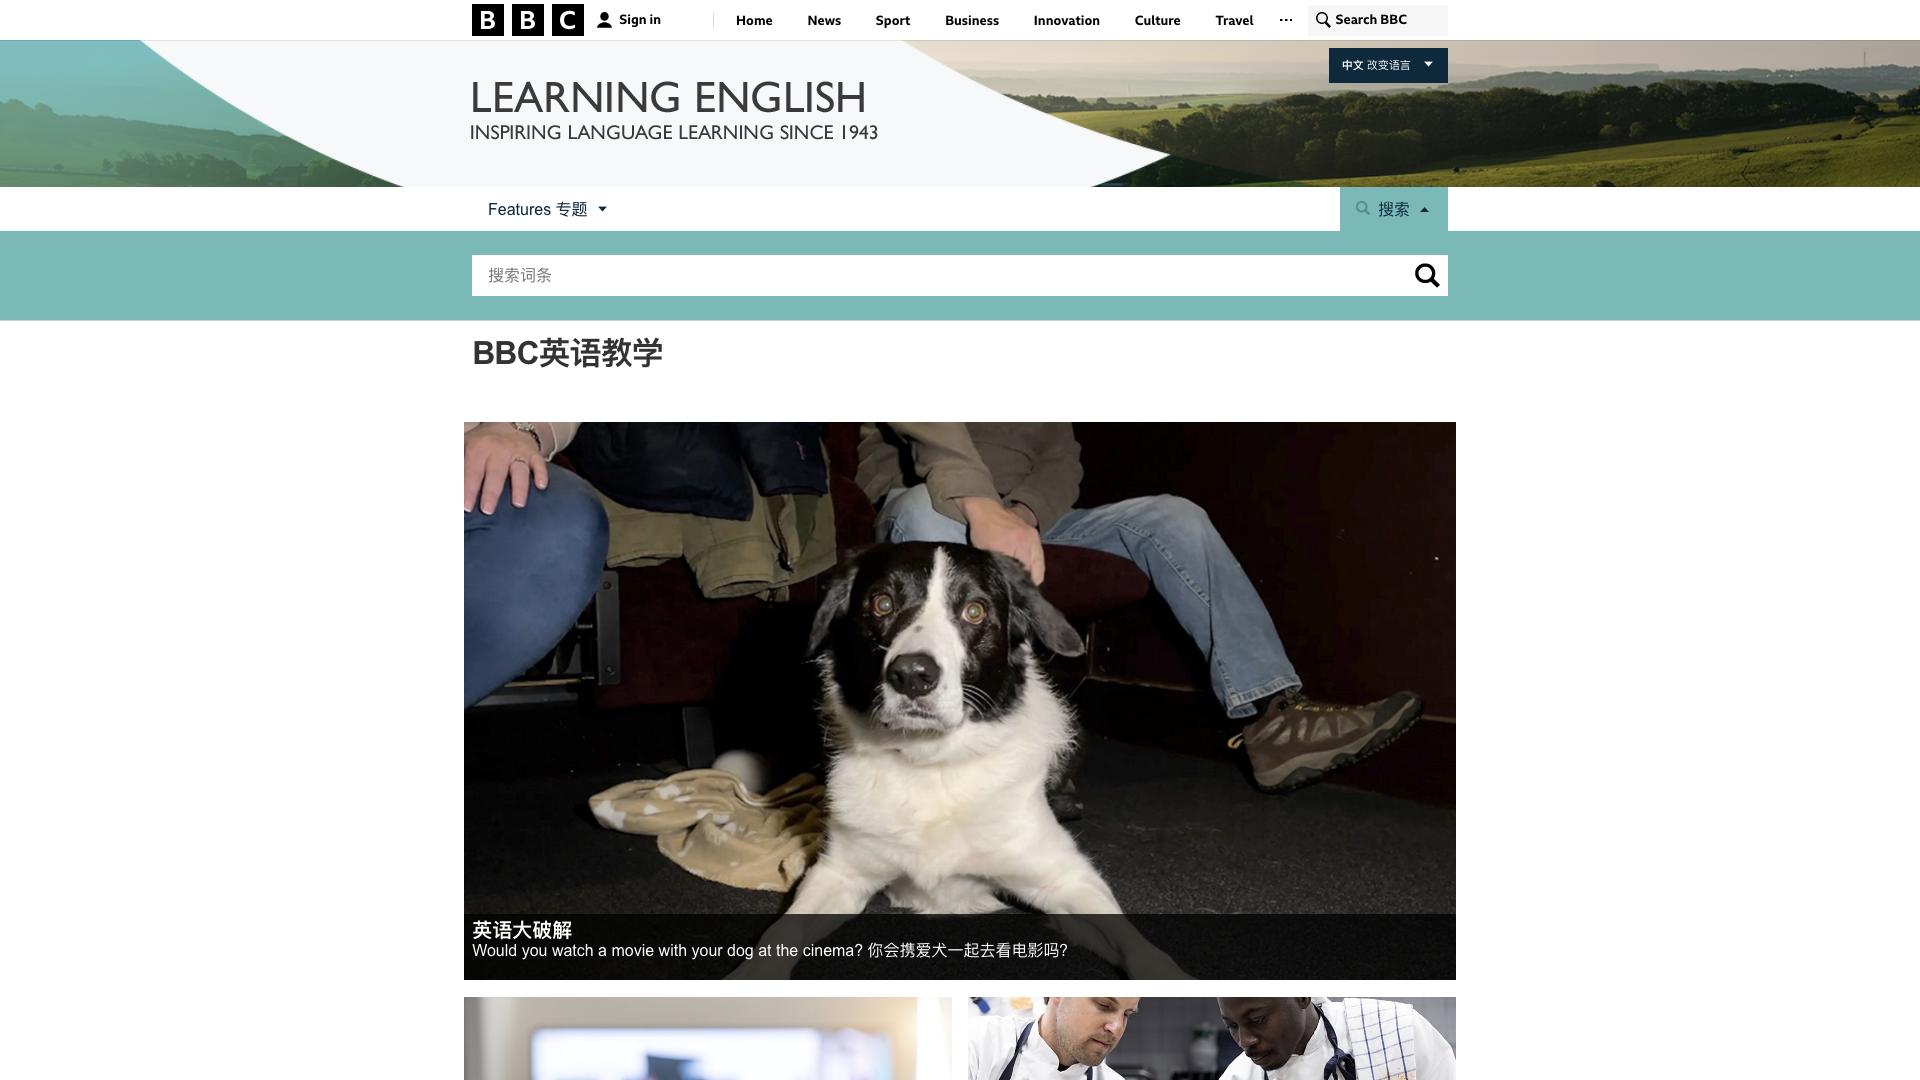 BBC
Sign in
Home
News
Sport
Business
Innovation
Culture
Travel
Search BBC
中文 改变语言
LEARNING ENGLISH
INSPIRING LANGUAGE LEARNING SINCE 1943
Features 专题
搜索
搜索词条
BBC英语教学
英语大破解
Would you watch a movie with your dog at the cinema? 你会携爱犬一起去看电影吗?